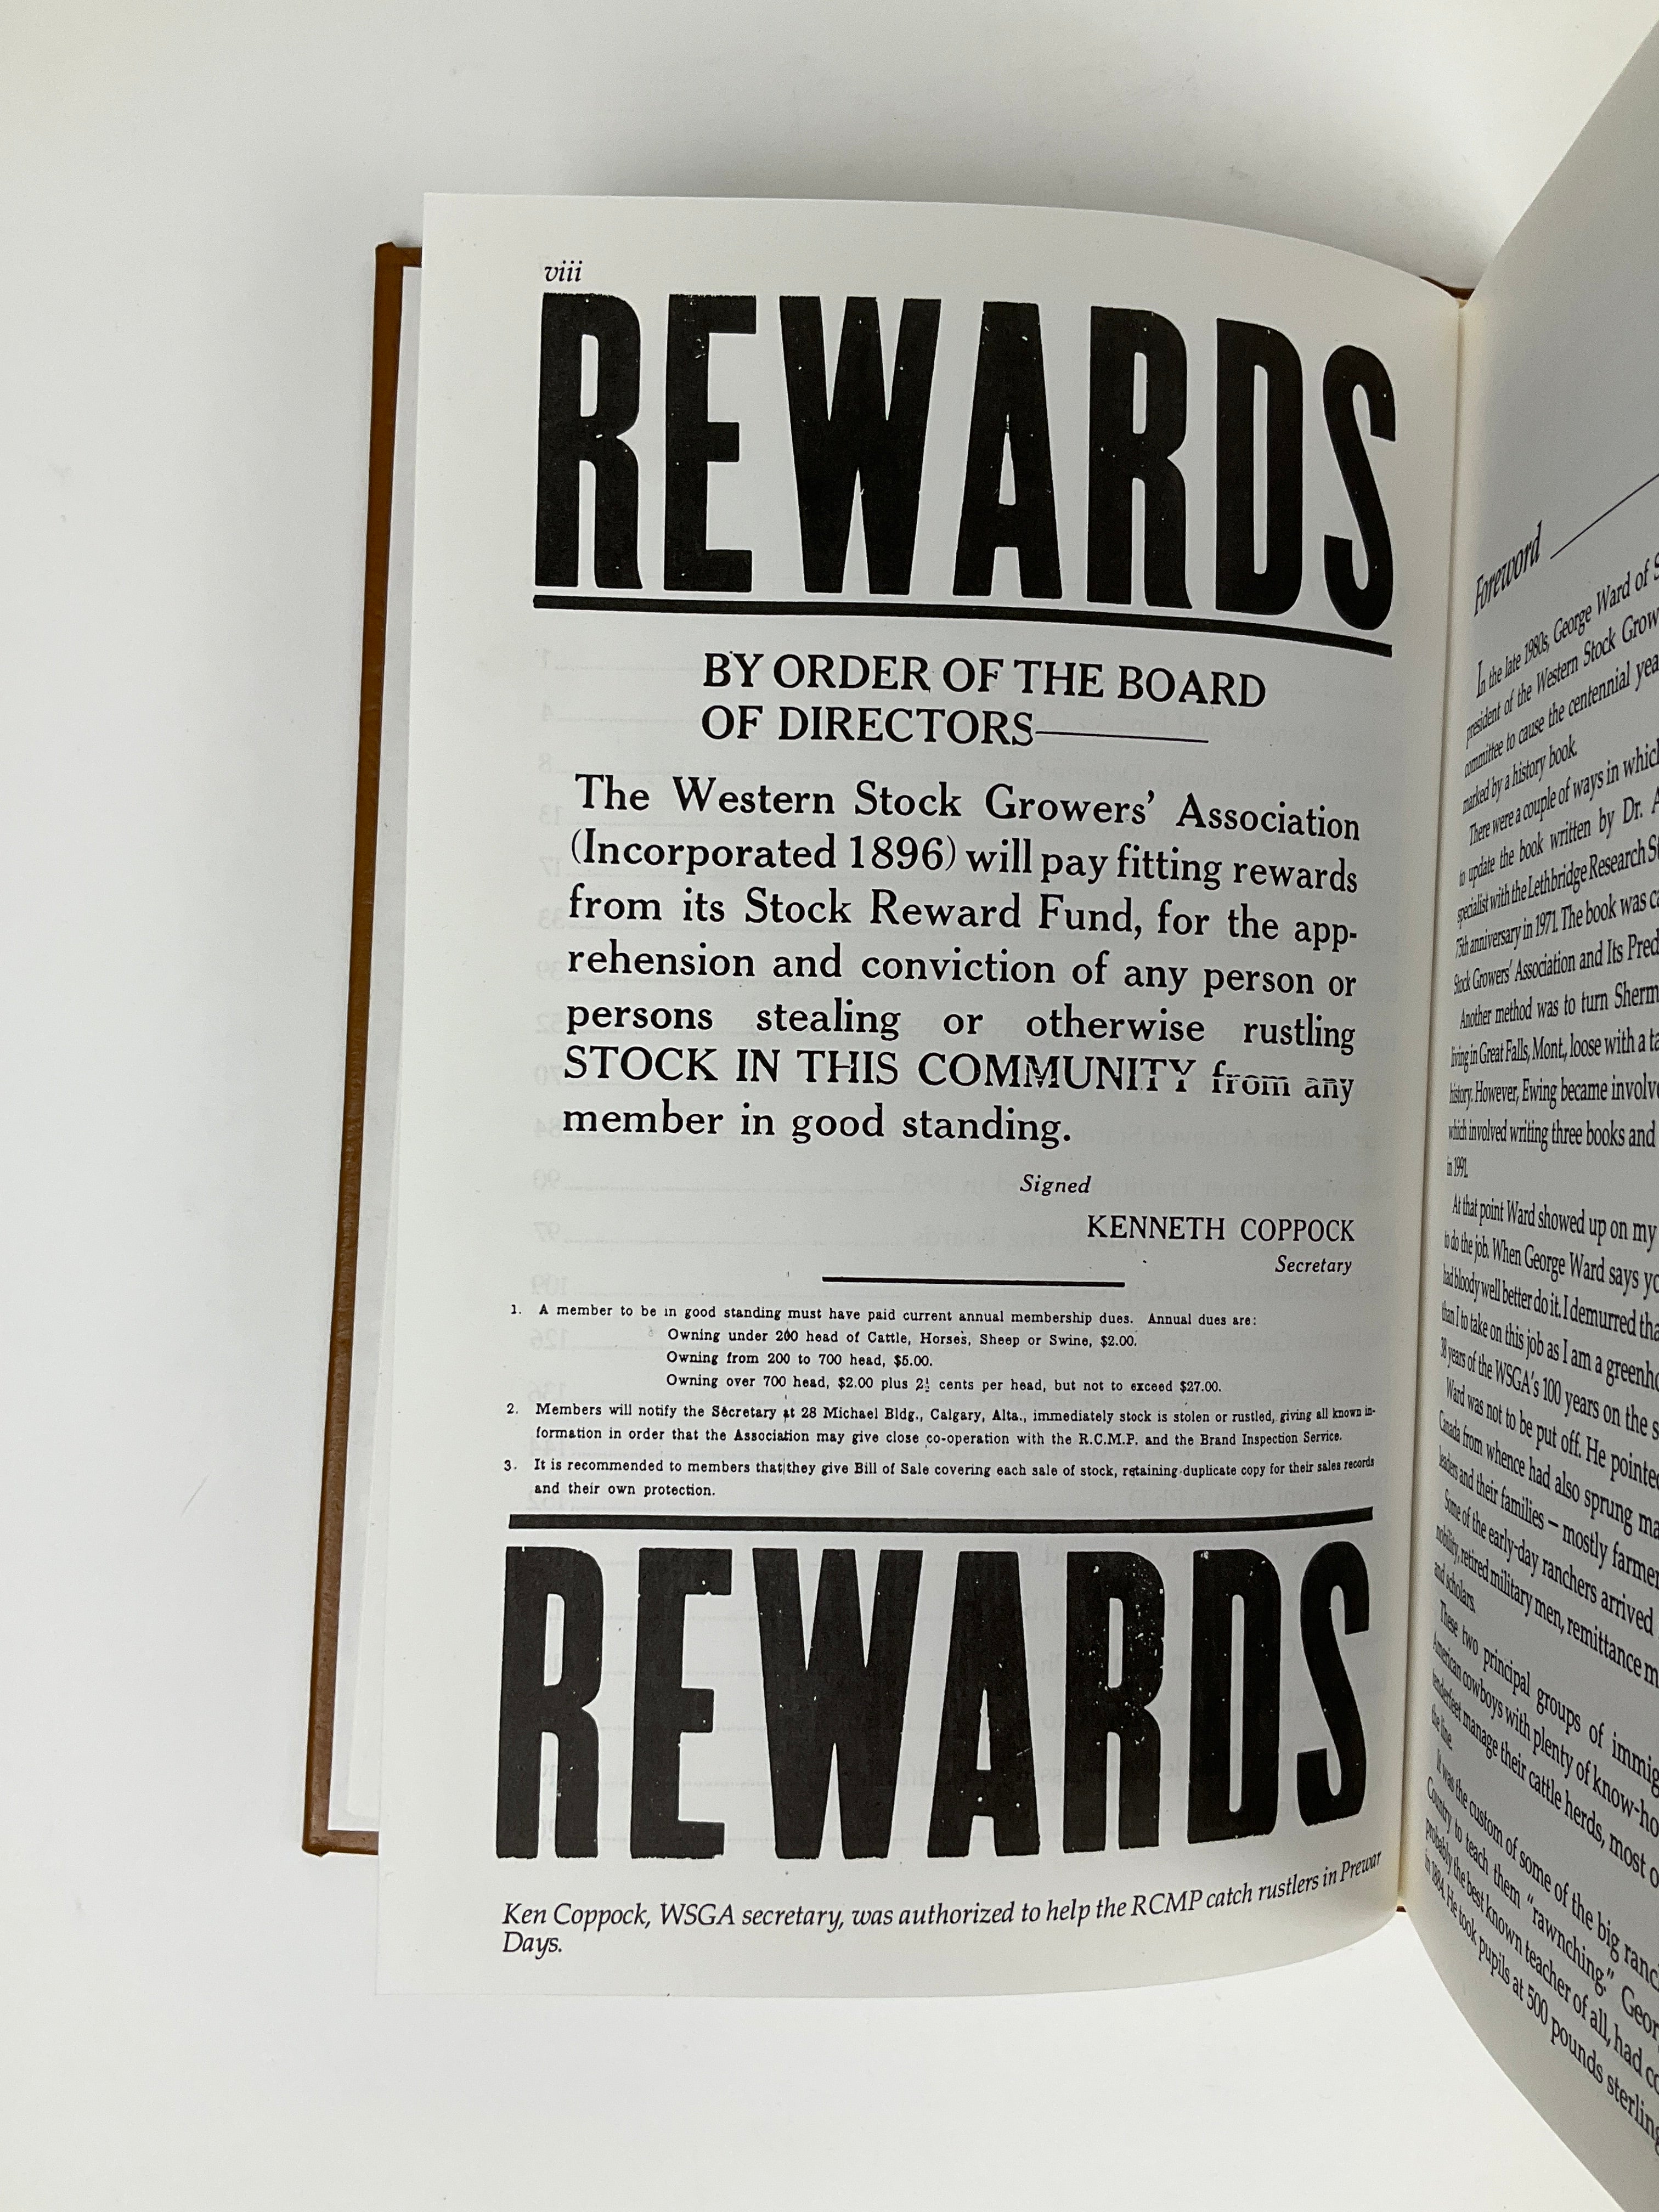 viii
REWARDS
BY ORDER OF THE BOARD
OF DIRECTORS
The Western Stock Growers' Association
(Incorporated 1896) will pay fitting rewards
from its Stock Reward Fund, for the app-
rehension and conviction of any person or
persons stealing or otherwise rustling
STOCK IN THIS COMMUNITY from any
member in good standing.
Signed
KENNETH COPPOCK
Secretary
1. A member to be in good standing must have paid current annual membership dues. Annual dues are:
Owning under 200 head of Cattle, Horses, Sheep or Swine, $2.00.
Owning from 200 to 700 head, $5.00.
Owning over 700 head, $2.00 plus 2½ cents per head, but not to exceed $27.00.
2. Members will notify the Secretary at 28 Michael Bldg., Calgary, Alta., immediately stock is stolen or rustled, giving all known in-
formation in order that the Association may give close co-operation with the R.C.M.P. and the Brand Inspection Service.
3. It is recommended to members that they give Bill of Sale covering each sale of stock, retaining duplicate copy for their sales records
and their own protection.
REWARDS
Ken Coppock, WSGA secretary, was authorized to help the RCMP catch rustlers in Prewar
Days.
Foreword
In the late 1980s, George Ward of
president of the Western Stock
committee to cause the centennial
marked by a history book.
There were a couple of ways in
to update the book written by Dr.
specialist with the Lethbridge Research
75th anniversary in 1971. The book was
Stock Growers' Association and Its
Another method was to turn
living in Great Falls, Mont., loose with a
history. However, Ewing became
which involved writing three books and
in 1991.
At that point Ward showed up on my
to do the job. When George Ward says
had bloody well better do it. I demurred
than I to take on this job as I am a
38 years of the WSGA's 100 years on the
Ward was not to be put off. He
Canada from whence had also sprung
leaders and their families – mostly
Some of the early-day ranchers arrived
nobility, retired military men, remittance
and scholars.
These two principal groups of
American cowboys with plenty of
tenderfeet manage their cattle herds, most
the line.
It was the custom of some of the big
Country to teach them "rawnching."
probably the best known teacher of all, had
in 1884. He took pupils at 500 pounds